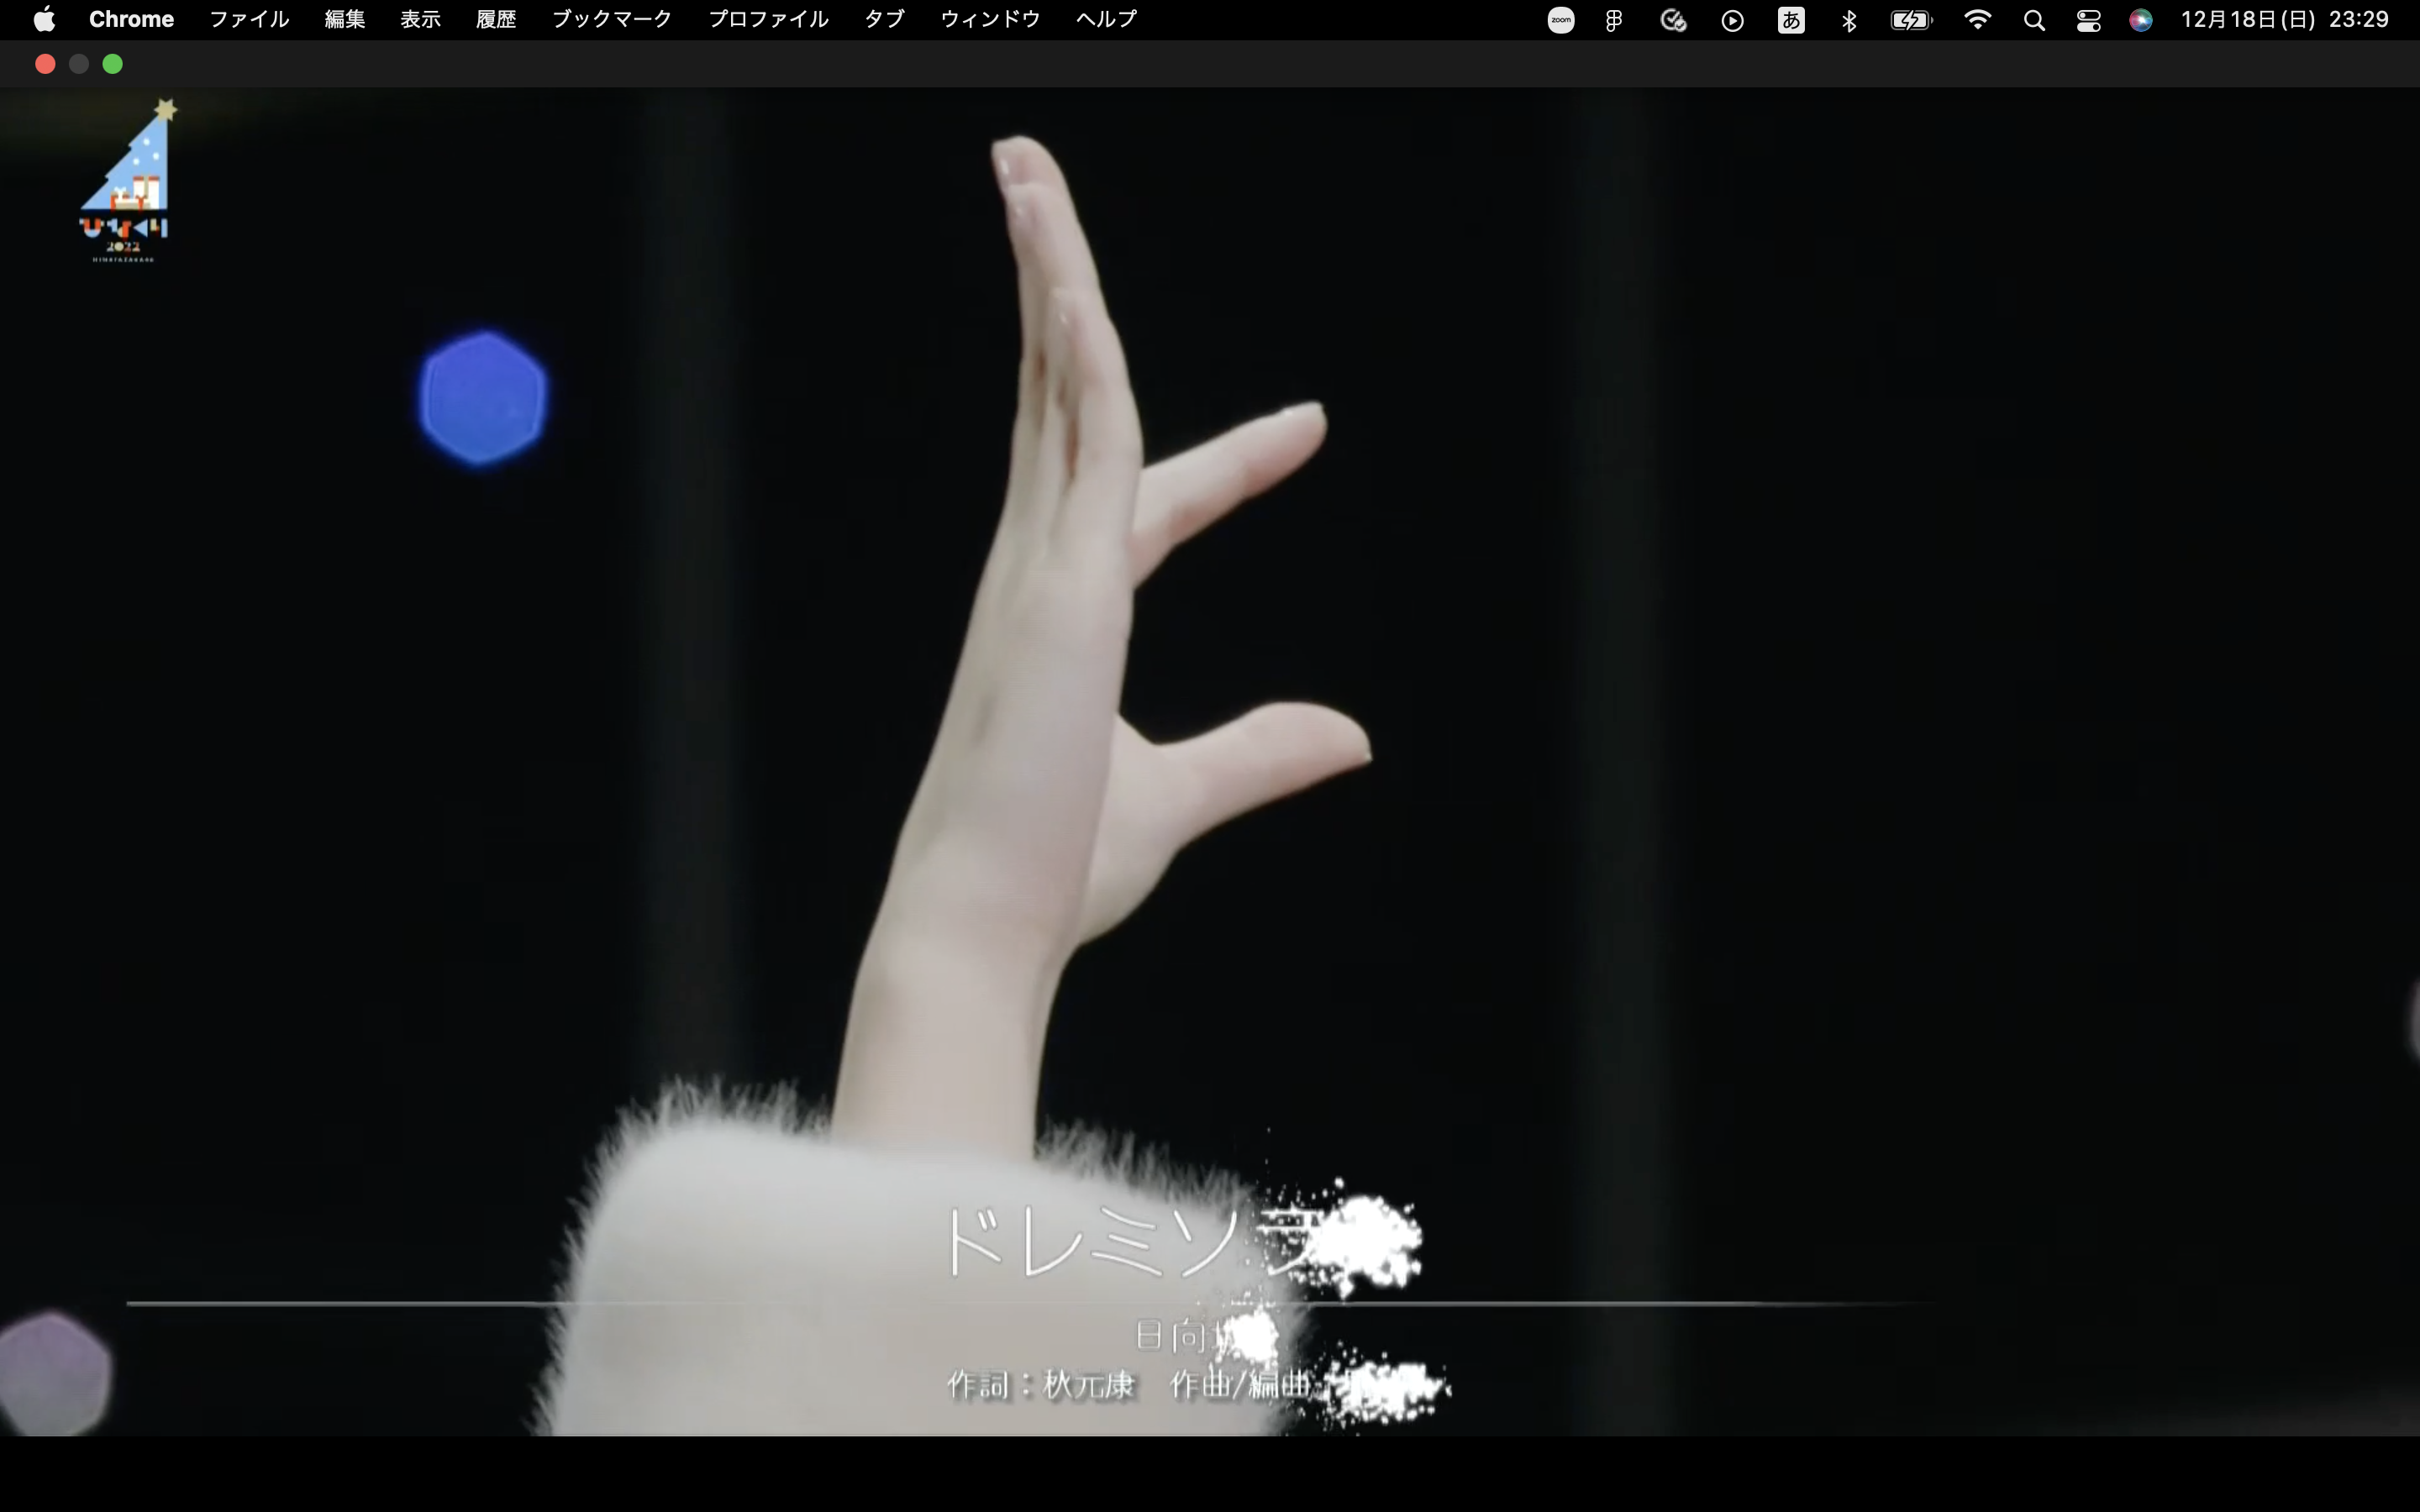 Chrome ファイル 編集 表示 履歴 ブックマーク プロファイル タブ ウィンドウ ヘルプ zoom あ 12月18日(日) 23:29
ひなくり
2022
HINATAZAKA46
ドレミソラ
日向坂
作詞：秋元康 作曲/編曲